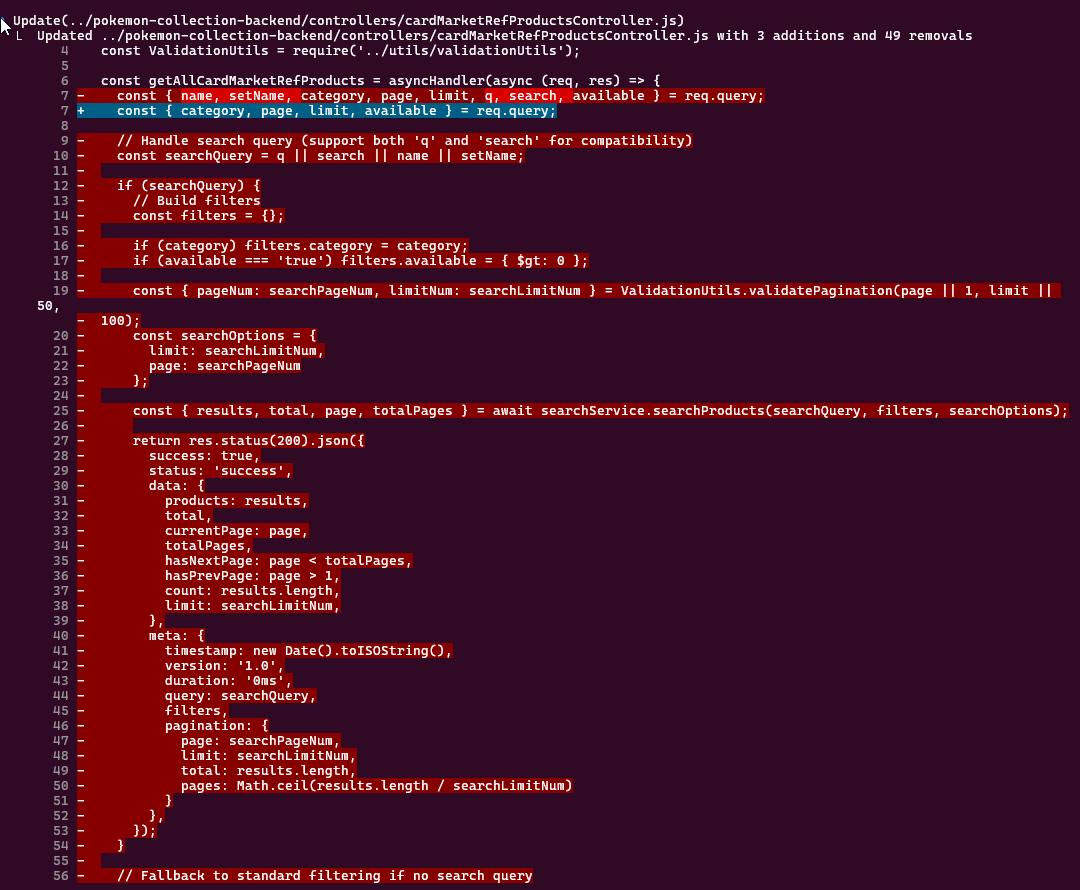 Update(../pokemon-collection-backend/controllers/cardMarketRefProductsController.js)
└ Updated ../pokemon-collection-backend/controllers/cardMarketRefProductsController.js with 3 additions and 49 removals
4 const ValidationUtils = require('../utils/validationUtils');
5
6 const getAllCardMarketRefProducts = asyncHandler(async (req, res) => {
7 - const { name, setName, category, page, limit, q, search, available } = req.query;
7 + const { category, page, limit, available } = req.query;
8
9 - // Handle search query (support both 'q' and 'search' for compatibility)
10 - const searchQuery = q || search || name || setName;
11 -
12 - if (searchQuery) {
13 - // Build filters
14 - const filters = {};
15 -
16 - if (category) filters.category = category;
17 - if (available === 'true') filters.available = { $gt: 0 };
18 -
19 - const { pageNum: searchPageNum, limitNum: searchLimitNum } = ValidationUtils.validatePagination(page || 1, limit ||
50,
- 100);
20 - const searchOptions = {
21 - limit: searchLimitNum,
22 - page: searchPageNum
23 - };
24 -
25 - const { results, total, page, totalPages } = await searchService.searchProducts(searchQuery, filters, searchOptions);
26 -
27 - return res.status(200).json({
28 - success: true,
29 - status: 'success',
30 - data: {
31 - products: results,
32 - total,
33 - currentPage: page,
34 - totalPages,
35 - hasNextPage: page < totalPages,
36 - hasPrevPage: page > 1,
37 - count: results.length,
38 - limit: searchLimitNum,
39 - },
40 - meta: {
41 - timestamp: new Date().toISOString(),
42 - version: '1.0',
43 - duration: '0ms',
44 - query: searchQuery,
45 - filters,
46 - pagination: {
47 - page: searchPageNum,
48 - limit: searchLimitNum,
49 - total: results.length,
50 - pages: Math.ceil(results.length / searchLimitNum)
51 - }
52 - },
53 - });
54 - }
55 -
56 - // Fallback to standard filtering if no search query